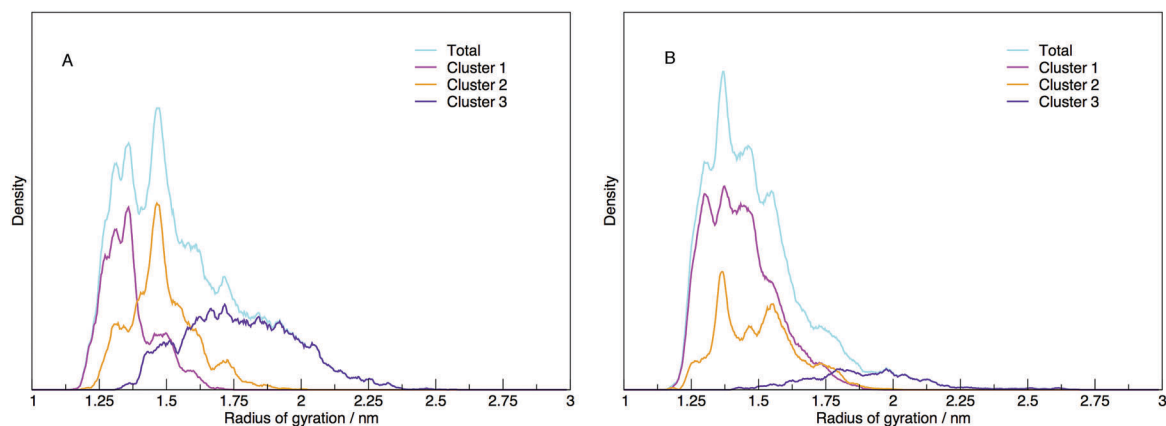 A
Total
Cluster 1
Cluster 2
Cluster 3
Density
1 1.25 1.5 1.75 2 2.25 2.5 2.75 3
Radius of gyration / nm
B
Total
Cluster 1
Cluster 2
Cluster 3
Density
1 1.25 1.5 1.75 2 2.25 2.5 2.75 3
Radius of gyration / nm